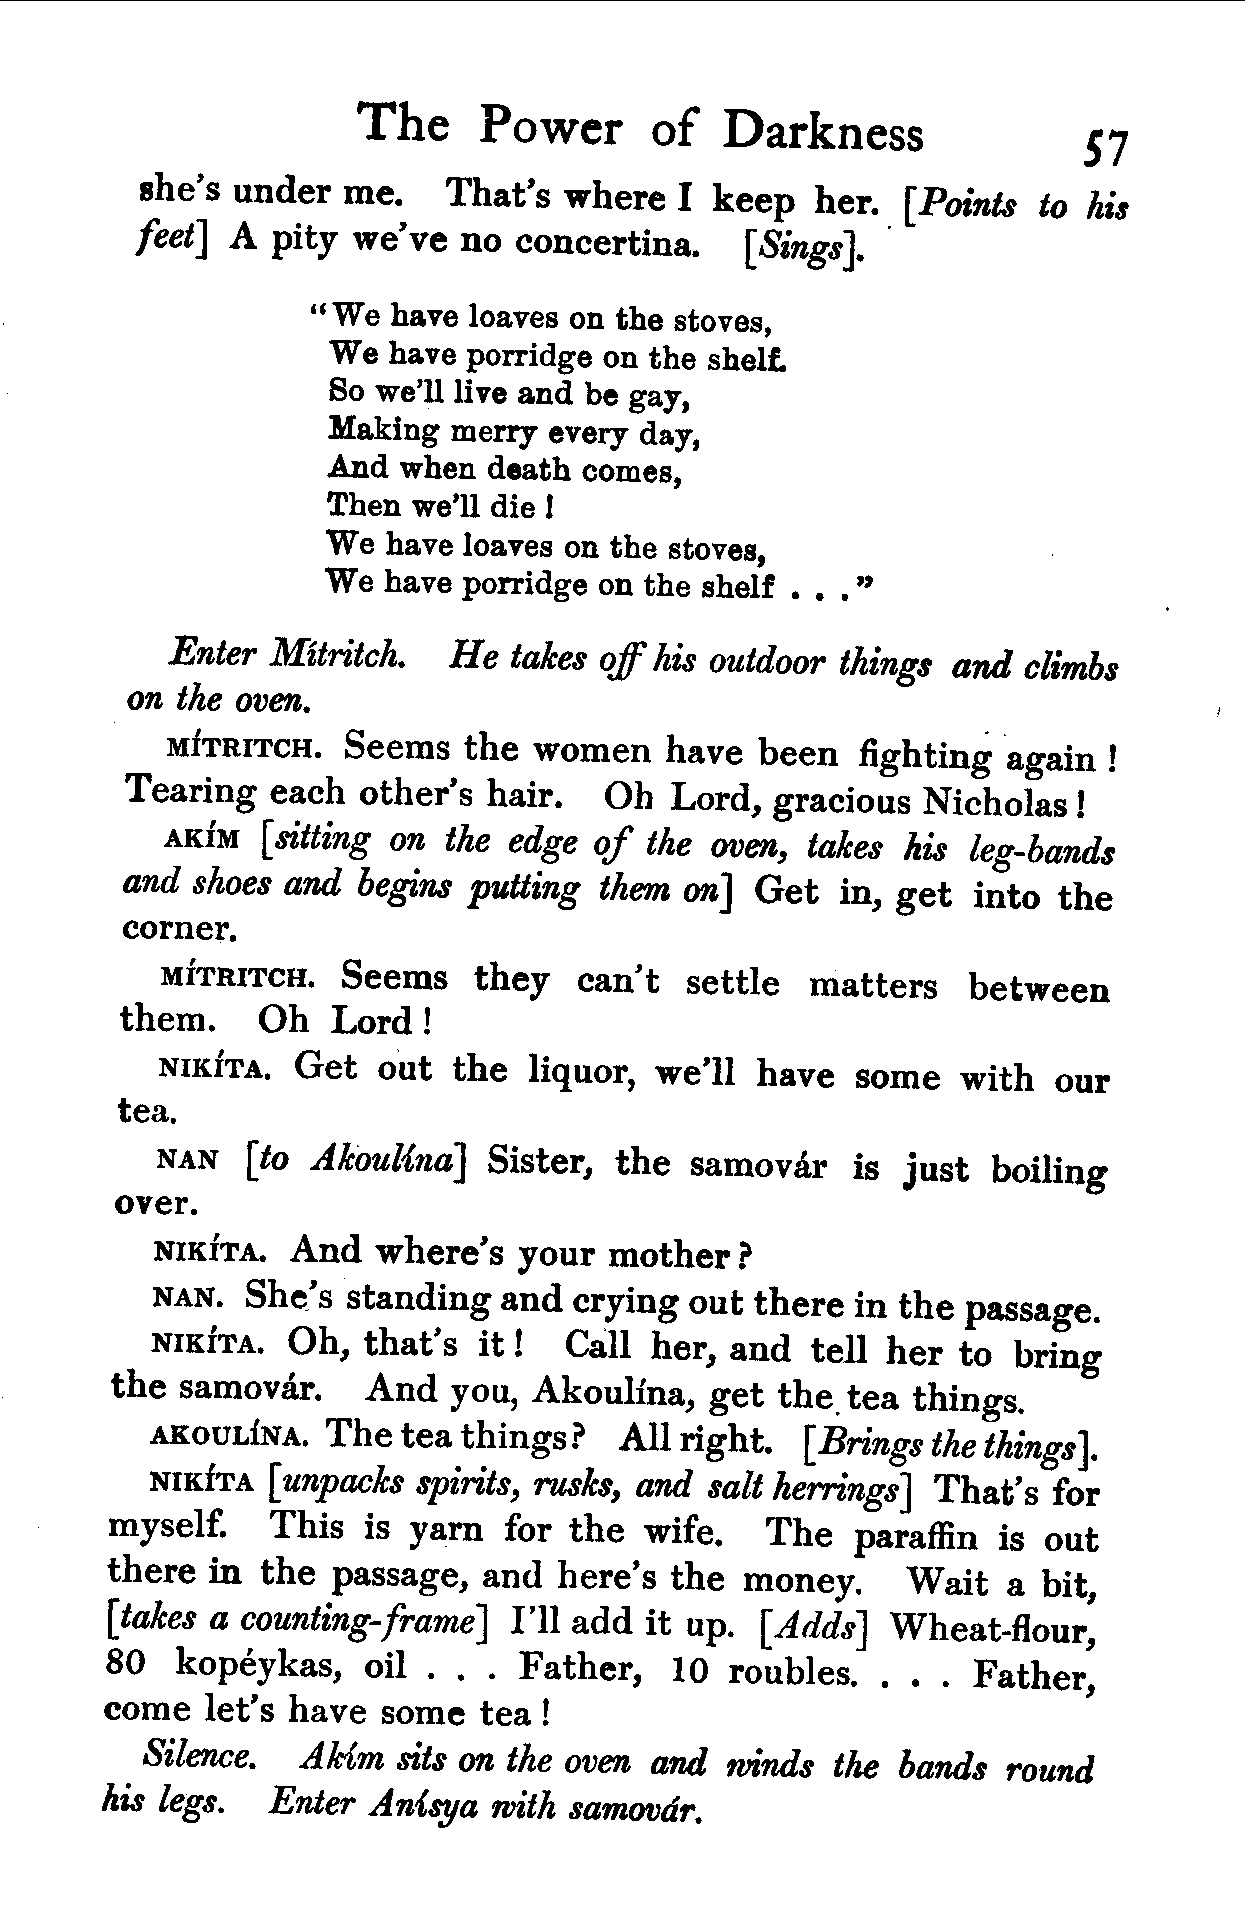 The Power of Darkness 57
she's under me. That's where I keep her. [Points to his
feet] A pity we've no concertina. [Sings].
"We have loaves on the stoves,
We have porridge on the shelf.
So we'll live and be gay,
Making merry every day,
And when death comes,
Then we'll die!
We have loaves on the stoves,
We have porridge on the shelf . . ."
Enter Mítritch. He takes off his outdoor things and climbs
on the oven.
MÍTRITCH. Seems the women have been fighting again!
Tearing each other's hair. Oh Lord, gracious Nicholas!
AKÍM [sitting on the edge of the oven, takes his leg-bands
and shoes and begins putting them on] Get in, get into the
corner.
MÍTRITCH. Seems they can't settle matters between
them. Oh Lord!
NIKÍTA. Get out the liquor, we'll have some with our
tea.
NAN [to Akoulína] Sister, the samovár is just boiling
over.
NIKÍTA. And where's your mother?
NAN. She's standing and crying out there in the passage.
NIKÍTA. Oh, that's it! Call her, and tell her to bring
the samovár. And you, Akoulína, get the tea things.
AKOULÍNA. The tea things? All right. [Brings the things].
NIKÍTA [unpacks spirits, rusks, and salt herrings] That's for
myself. This is yarn for the wife. The paraffin is out
there in the passage, and here's the money. Wait a bit,
[takes a counting-frame] I'll add it up. [Adds] Wheat-flour,
80 kopéykas, oil . . . Father, 10 roubles. . . . Father,
come let's have some tea!
Silence. Akím sits on the oven and winds the bands round
his legs. Enter Anísya with samovár.